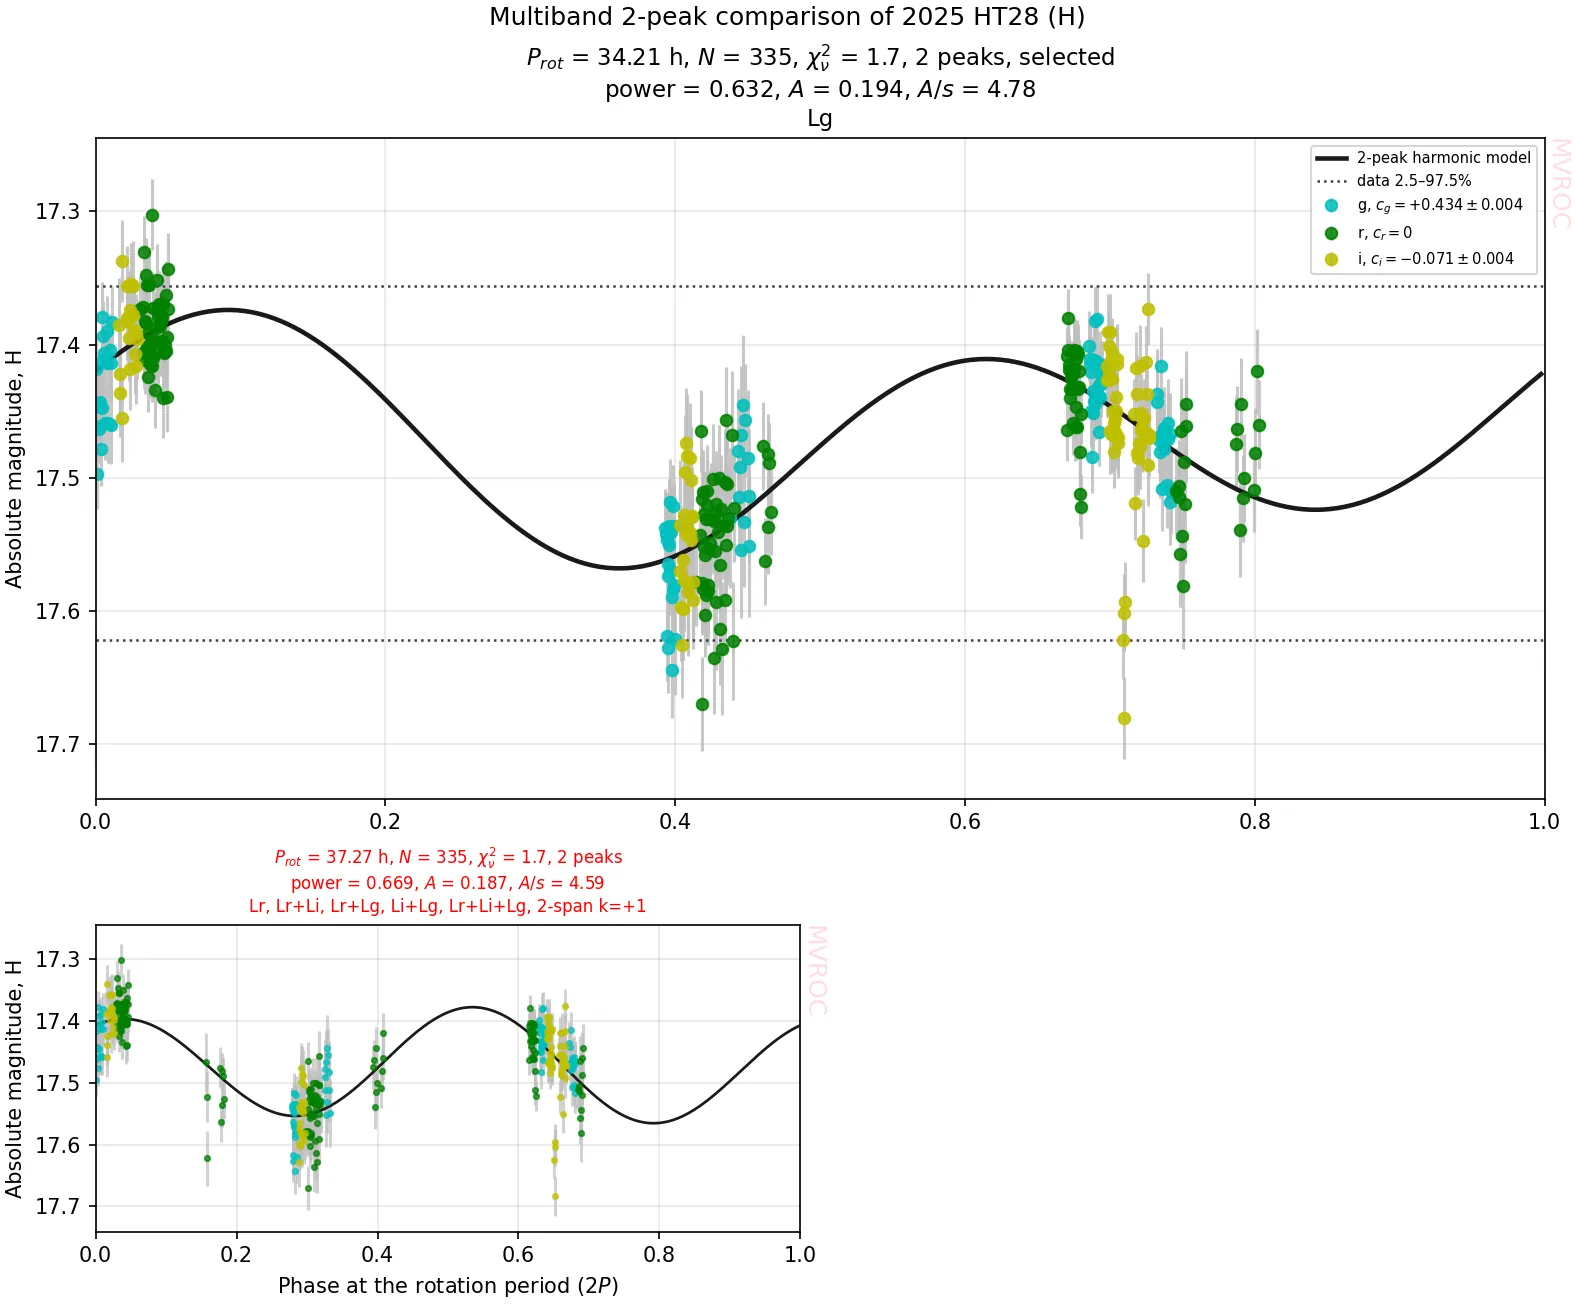 Multiband 2-peak comparison of 2025 HT28 (H)
P_rot = 34.21 h, N = 335, χ²_ν = 1.7, 2 peaks, selected
power = 0.632, A = 0.194, A/s = 4.78
Lg
2-peak harmonic model
data 2.5–97.5%
g, c_g = +0.434 ± 0.004
r, c_r = 0
i, c_i = −0.071 ± 0.004
MVROC
Absolute magnitude, H
17.3
17.4
17.5
17.6
17.7
0.0 0.2 0.4 0.6 0.8 1.0
P_rot = 37.27 h, N = 335, χ²_ν = 1.7, 2 peaks
power = 0.669, A = 0.187, A/s = 4.59
Lr, Lr+Li, Lr+Lg, Li+Lg, Lr+Li+Lg, 2-span k=+1
MVROC
Absolute magnitude, H
17.3
17.4
17.5
17.6
17.7
0.0 0.2 0.4 0.6 0.8 1.0
Phase at the rotation period (2P)